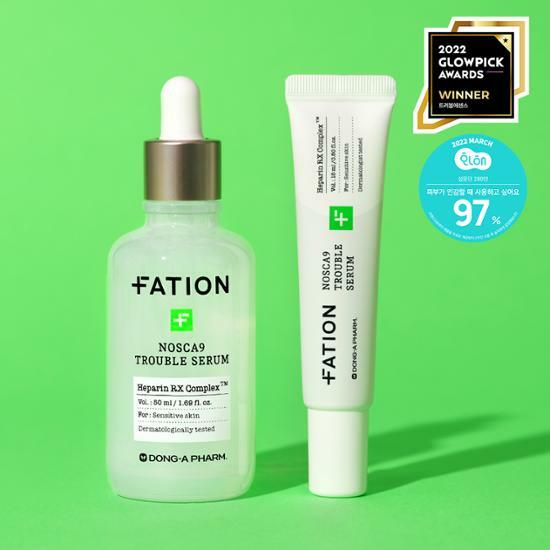 2022
GLOWPICK
AWARDS
WINNER
트러블에센스
2022 MARCH
피부가 민감할 때 사용하고 싶어요
97%
FATION
NOSCA9
TROUBLE SERUM
Heparin RX Complex™
Vol. : 50 ml / 1.69 fl. oz.
For : Sensitive skin
Dermatologically tested
DONG-A PHARM.
Heparin RX Complex™
For : Sensitive skin
Dermatologist tested
NOSCA9
TROUBLE
SERUM
FATION
DONG-A PHARM.